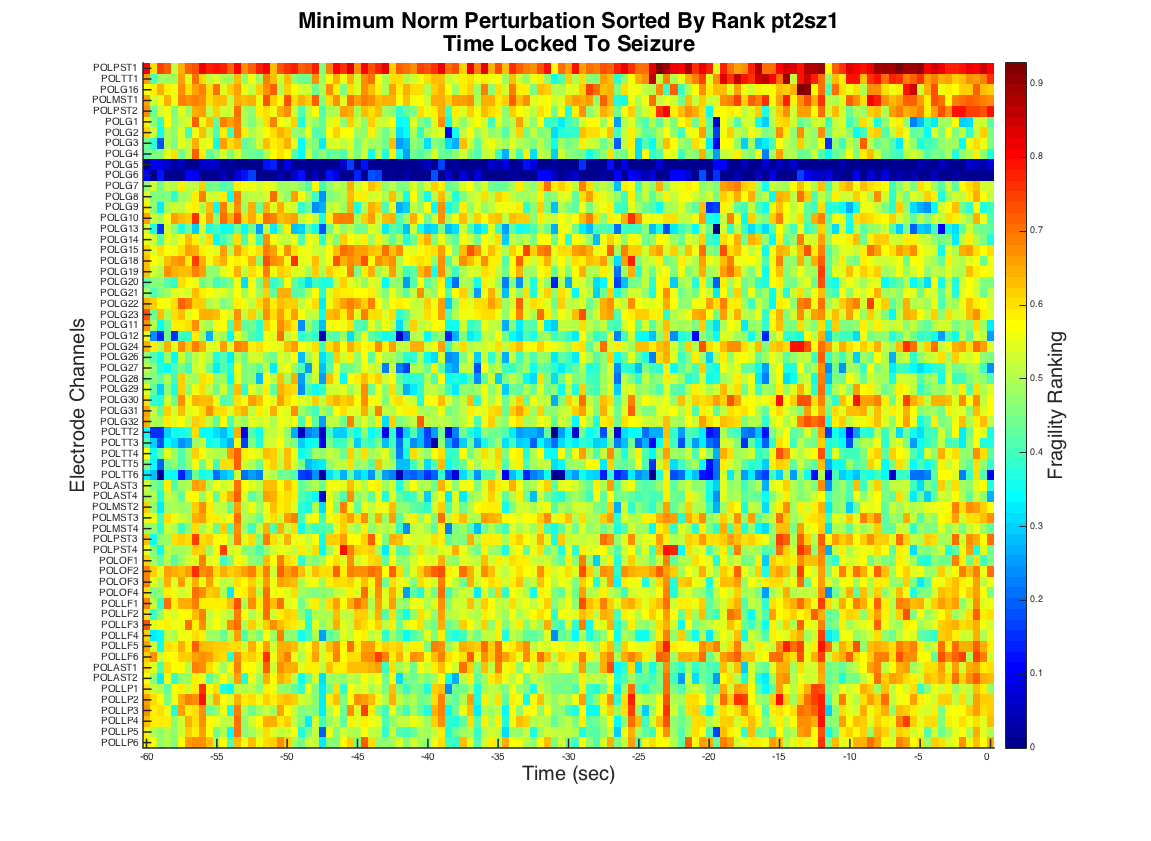 Minimum Norm Perturbation Sorted By Rank pt2sz1
Time Locked To Seizure
Electrode Channels
POLPST1
POLTT1
POLG16
POLMST1
POLPST2
POLG1
POLG2
POLG3
POLG4
POLG5
POLG6
POLG7
POLG8
POLG9
POLG10
POLG13
POLG14
POLG15
POLG18
POLG19
POLG20
POLG21
POLG22
POLG23
POLG11
POLG12
POLG24
POLG26
POLG27
POLG28
POLG29
POLG30
POLG31
POLG32
POLTT2
POLTT3
POLTT4
POLTT5
POLTT6
POLAST3
POLAST4
POLMST2
POLMST3
POLMST4
POLPST3
POLPST4
POLOF1
POLOF2
POLOF3
POLOF4
POLLF1
POLLF2
POLLF3
POLLF4
POLLF5
POLLF6
POLAST1
POLAST2
POLLP1
POLLP2
POLLP3
POLLP4
POLLP5
POLLP6
-60 -55 -50 -45 -40 -35 -30 -25 -20 -15 -10 -5 0
Time (sec)
0.9
0.8
0.7
0.6
0.5
0.4
0.3
0.2
0.1
0
Fragility Ranking